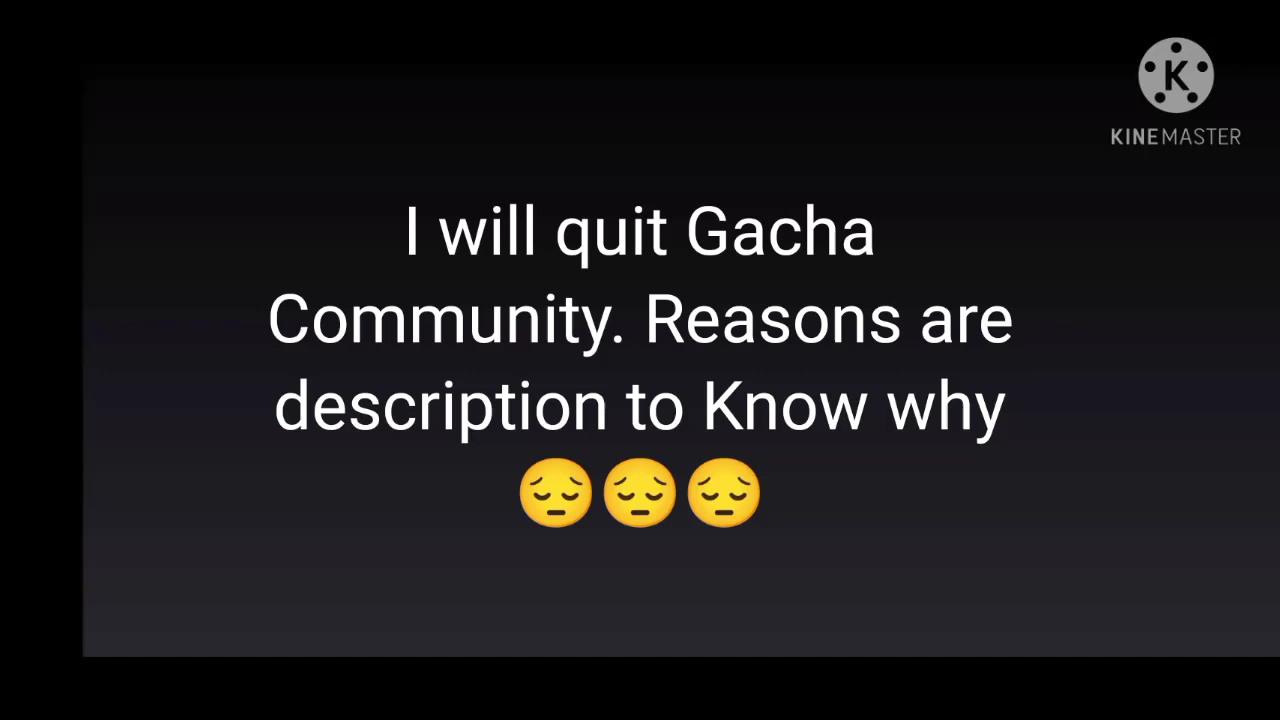 K
KINEMASTER
I will quit Gacha
Community. Reasons are
description to Know why
😔😔😔